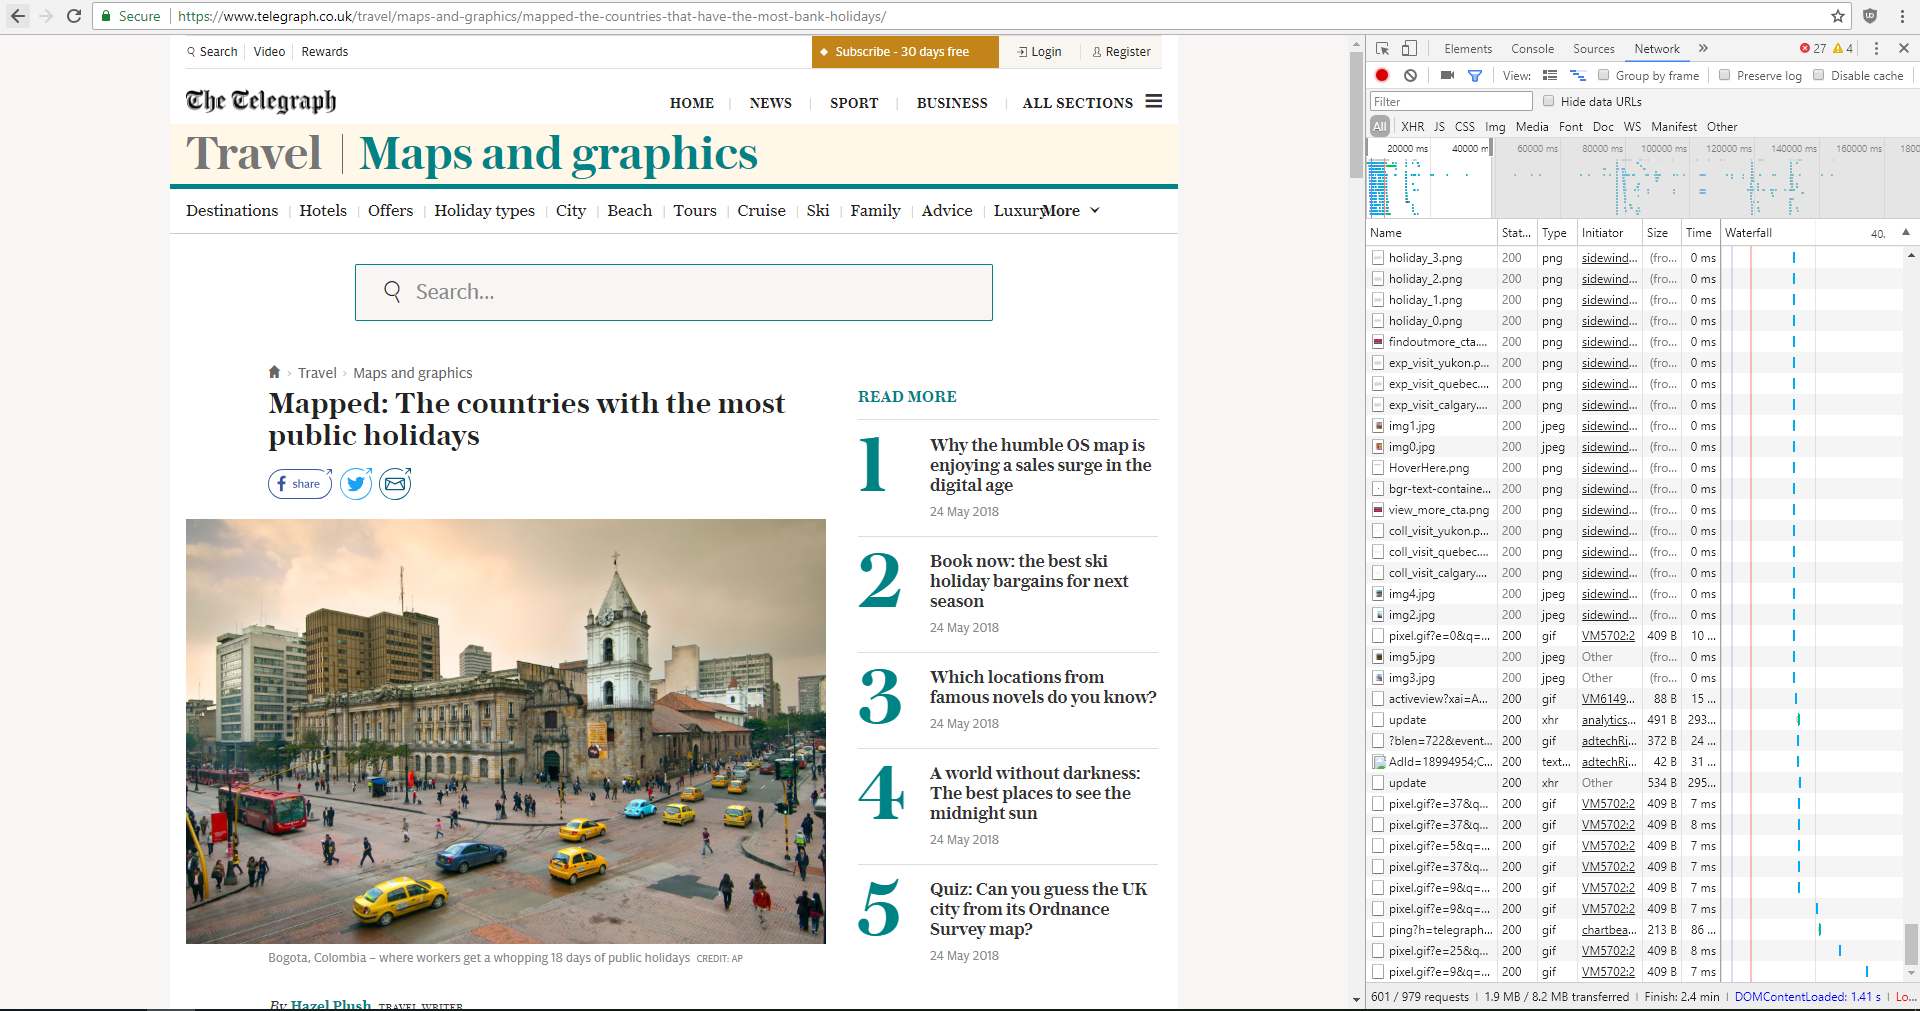 Secure https://www.telegraph.co.uk/travel/maps-and-graphics/mapped-the-countries-that-have-the-most-bank-holidays/
Search Video Rewards Subscribe - 30 days free Login Register
The Telegraph
HOME NEWS SPORT BUSINESS ALL SECTIONS
Travel Maps and graphics
Destinations Hotels Offers Holiday types City Beach Tours Cruise Ski Family Advice Luxury More
Search...
Travel › Maps and graphics
Mapped: The countries with the most
public holidays
share
Bogota, Colombia – where workers get a whopping 18 days of public holidays CREDIT: AP
By Hazel Plush, TRAVEL WRITER
READ MORE
1
Why the humble OS map is
enjoying a sales surge in the
digital age
24 May 2018
2
Book now: the best ski
holiday bargains for next
season
24 May 2018
3
Which locations from
famous novels do you know?
24 May 2018
4
A world without darkness:
The best places to see the
midnight sun
24 May 2018
5
Quiz: Can you guess the UK
city from its Ordnance
Survey map?
24 May 2018
Elements Console Sources Network » 27 4
View: Group by frame Preserve log Disable cache
Filter Hide data URLs
All XHR JS CSS Img Media Font Doc WS Manifest Other
20000 ms 40000 m 60000 ms 80000 ms 100000 ms 120000 ms 140000 ms 160000 ms 1800
Name Stat... Type Initiator Size Time Waterfall 40.
holiday_3.png 200 png sidewind... (fro... 0 ms
holiday_2.png 200 png sidewind... (fro... 0 ms
holiday_1.png 200 png sidewind... (fro... 0 ms
holiday_0.png 200 png sidewind... (fro... 0 ms
findoutmore_cta.... 200 png sidewind... (fro... 0 ms
exp_visit_yukon.p... 200 png sidewind... (fro... 0 ms
exp_visit_quebec.... 200 png sidewind... (fro... 0 ms
exp_visit_calgary.... 200 png sidewind... (fro... 0 ms
img1.jpg 200 jpeg sidewind... (fro... 0 ms
img0.jpg 200 jpeg sidewind... (fro... 0 ms
HoverHere.png 200 png sidewind... (fro... 0 ms
bgr-text-containe... 200 png sidewind... (fro... 0 ms
view_more_cta.png 200 png sidewind... (fro... 0 ms
coll_visit_yukon.p... 200 png sidewind... (fro... 0 ms
coll_visit_quebec.... 200 png sidewind... (fro... 0 ms
coll_visit_calgary.... 200 png sidewind... (fro... 0 ms
img4.jpg 200 jpeg sidewind... (fro... 0 ms
img2.jpg 200 jpeg sidewind... (fro... 0 ms
pixel.gif?e=0&q=... 200 gif VM5702:2 409 B 10 ...
img5.jpg 200 jpeg Other (fro... 0 ms
img3.jpg 200 jpeg Other (fro... 0 ms
activeview?xai=A... 200 gif VM6149... 88 B 15 ...
update 200 xhr analytics... 491 B 293...
?blen=722&event... 200 gif adtechRi... 372 B 24 ...
AdId=18994954;C... 200 text... adtechRi... 42 B 31 ...
update 200 xhr Other 534 B 295...
pixel.gif?e=37&q... 200 gif VM5702:2 409 B 7 ms
pixel.gif?e=37&q... 200 gif VM5702:2 409 B 8 ms
pixel.gif?e=5&q=... 200 gif VM5702:2 409 B 7 ms
pixel.gif?e=37&q... 200 gif VM5702:2 409 B 7 ms
pixel.gif?e=9&q=... 200 gif VM5702:2 409 B 7 ms
pixel.gif?e=9&q=... 200 gif VM5702:2 409 B 7 ms
ping?h=telegraph... 200 gif chartbea... 213 B 86 ...
pixel.gif?e=25&q... 200 gif VM5702:2 409 B 8 ms
pixel.gif?e=9&q=... 200 gif VM5702:2 409 B 7 ms
601 / 979 requests | 1.9 MB / 8.2 MB transferred | Finish: 2.4 min | DOMContentLoaded: 1.41 s | Lo...